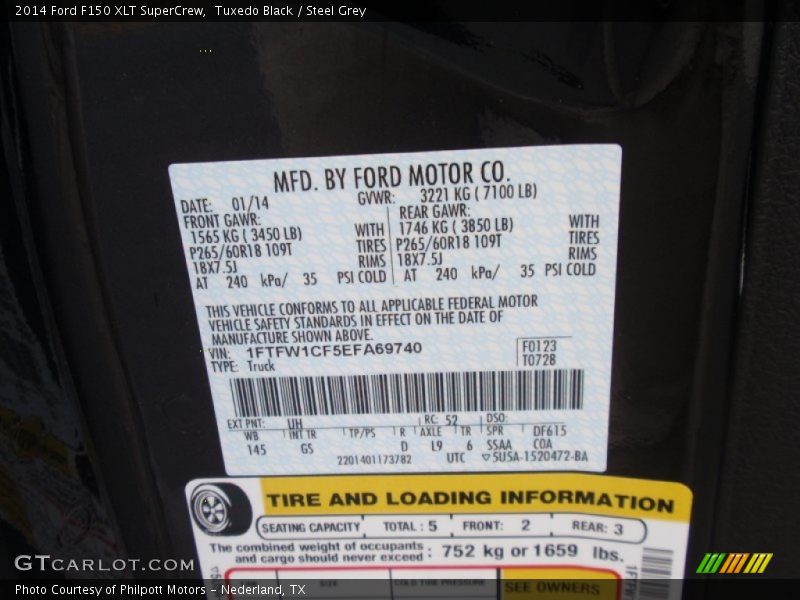 2014 Ford F150 XLT SuperCrew,  Tuxedo Black / Steel Grey
MFD. BY FORD MOTOR CO.
DATE: 01/14 GVWR: 3221 KG ( 7100 LB)
FRONT GAWR: REAR GAWR:
1565 KG ( 3450 LB) WITH 1746 KG ( 3850 LB) WITH
P265/60R18 109T TIRES P265/60R18 109T TIRES
18X7.5J RIMS 18X7.5J RIMS
AT 240 kPa/ 35 PSI COLD AT 240 kPa/ 35 PSI COLD
THIS VEHICLE CONFORMS TO ALL APPLICABLE FEDERAL MOTOR
VEHICLE SAFETY STANDARDS IN EFFECT ON THE DATE OF
MANUFACTURE SHOWN ABOVE.
VIN: 1FTFW1CF5EFA69740 F0123
TYPE: Truck T0728
EXT PNT: UH RC: 52 DSO:
WB INT TR TP/PS R AXLE TR SPR DF615
145 GS D L9 6 SSAA COA
2201401173782 UTC ▽5U5A-1520472-BA
TIRE AND LOADING INFORMATION
SEATING CAPACITY TOTAL : 5 FRONT: 2 REAR: 3
The combined weight of occupants
and cargo should never exceed : 752 kg or 1659 lbs.
SIZE COLD TIRE PRESSURE SEE OWNERS
GTCARLOT.COM
Photo Courtesy of Philpott Motors - Nederland, TX